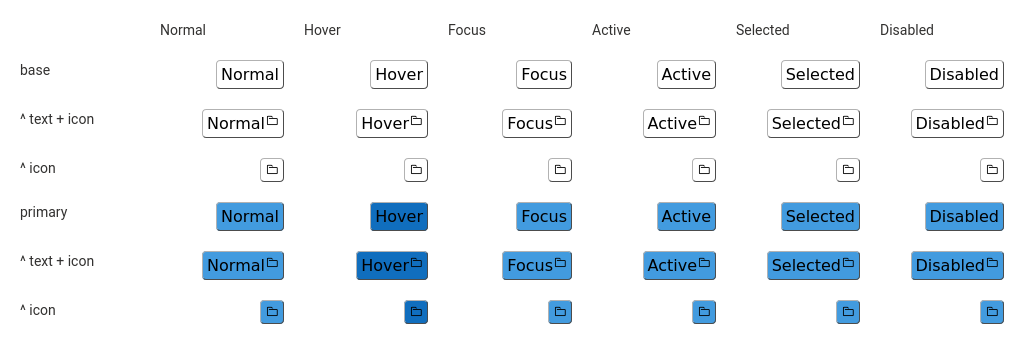 Normal Hover Focus Active Selected Disabled
base Normal Hover Focus Active Selected Disabled
^ text + icon Normal Hover Focus Active Selected Disabled
^ icon
primary Normal Hover Focus Active Selected Disabled
^ text + icon Normal Hover Focus Active Selected Disabled
^ icon